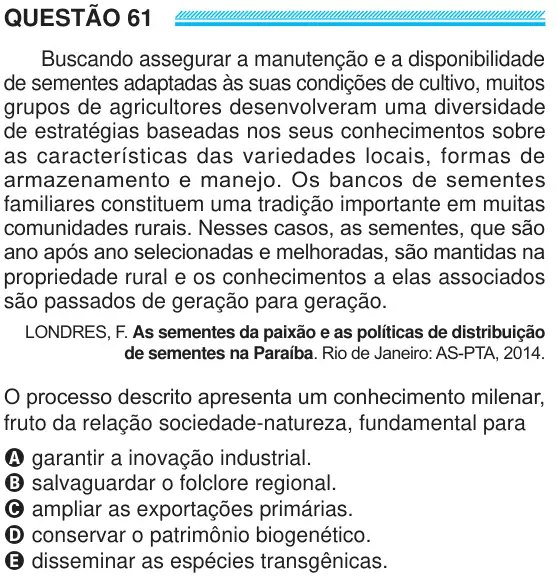 QUESTÃO 61
Buscando assegurar a manutenção e a disponibilidade
de sementes adaptadas às suas condições de cultivo, muitos
grupos de agricultores desenvolveram uma diversidade
de estratégias baseadas nos seus conhecimentos sobre
as características das variedades locais, formas de
armazenamento e manejo. Os bancos de sementes
familiares constituem uma tradição importante em muitas
comunidades rurais. Nesses casos, as sementes, que são
ano após ano selecionadas e melhoradas, são mantidas na
propriedade rural e os conhecimentos a elas associados
são passados de geração para geração.
LONDRES, F. As sementes da paixão e as políticas de distribuição
de sementes na Paraíba. Rio de Janeiro: AS-PTA, 2014.
O processo descrito apresenta um conhecimento milenar,
fruto da relação sociedade-natureza, fundamental para
A garantir a inovação industrial.
B salvaguardar o folclore regional.
C ampliar as exportações primárias.
D conservar o patrimônio biogenético.
E disseminar as espécies transgênicas.